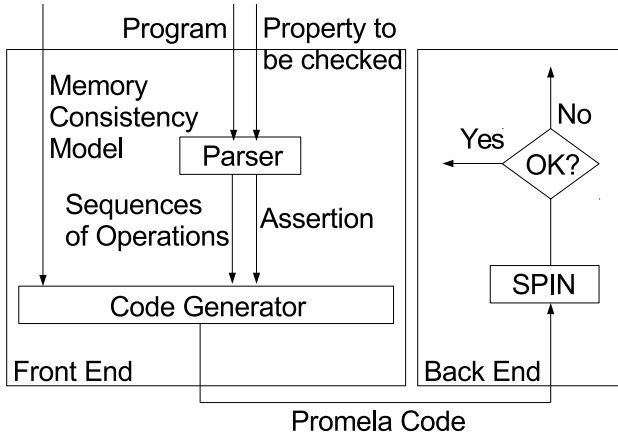 Program
Property to
be checked
Memory
Consistency
Model
Parser
Sequences
of Operations
Assertion
Code Generator
Front End
No
Yes
OK?
SPIN
Back End
Promela Code